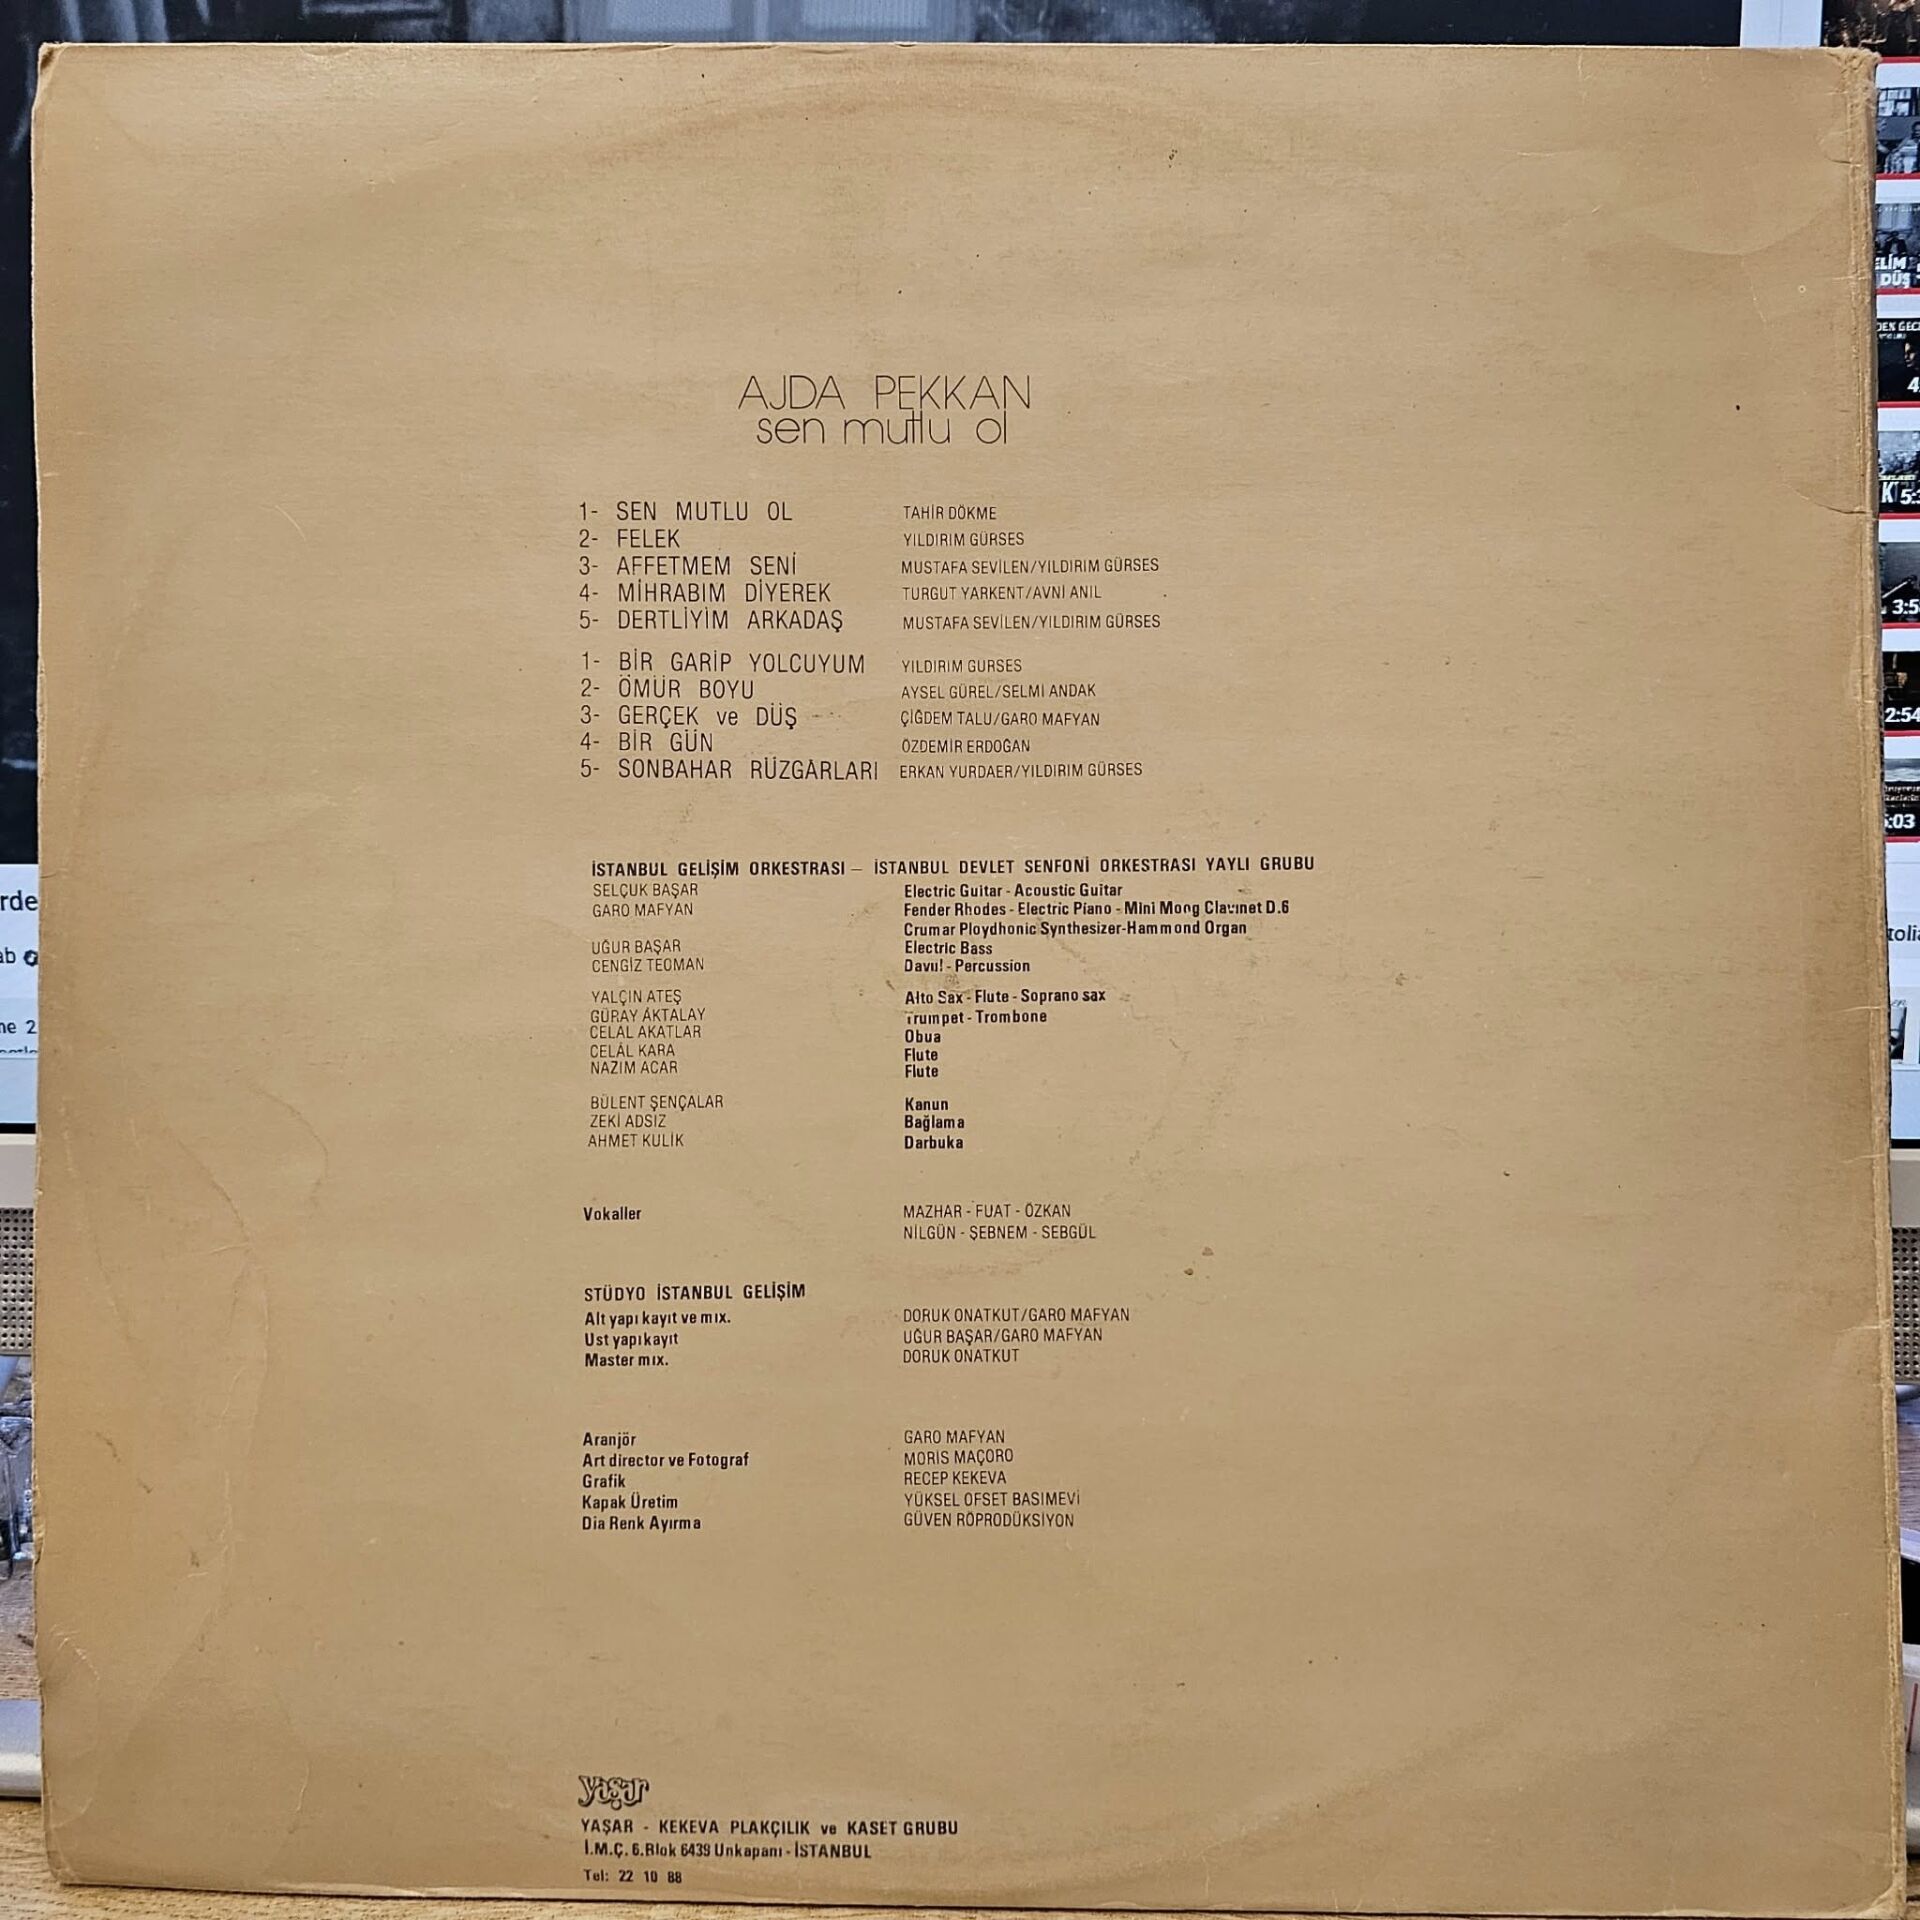 AJDA PEKKAN
sen mutlu ol
1- SEN MUTLU OL TAHİR DÖKME
2- FELEK YILDIRIM GÜRSES
3- AFFETMEM SENİ MUSTAFA SEVİLEN/YILDIRIM GÜRSES
4- MİHRABIM DİYEREK TURGUT YARKENT/AVNİ ANIL
5- DERTLİYİM ARKADAŞ MUSTAFA SEVİLEN/YILDIRIM GÜRSES
1- BİR GARİP YOLCUYUM YILDIRIM GÜRSES
2- ÖMÜR BOYU AYSEL GÜREL/SELMİ ANDAK
3- GERÇEK ve DÜŞ ÇİĞDEM TALU/GARO MAFYAN
4- BİR GÜN ÖZDEMİR ERDOĞAN
5- SONBAHAR RÜZGARLARI ERKAN YURDAER/YILDIRIM GÜRSES
İSTANBUL GELİŞİM ORKESTRASI – İSTANBUL DEVLET SENFONİ ORKESTRASI YAYLI GRUBU
SELÇUK BAŞAR Electric Guitar - Acoustic Guitar
GARO MAFYAN Fender Rhodes - Electric Piano - Mini Moog Clavinet D.6
Crumar Ploydhonic Synthesizer-Hammond Organ
UĞUR BAŞAR Electric Bass
CENGİZ TEOMAN Davul - Percussion
YALÇIN ATEŞ Alto Sax - Flute - Soprano sax
GÜRAY AKTALAY Trumpet - Trombone
CELAL AKATLAR Obua
CELÂL KARA Flute
NAZIM ACAR Flute
BÜLENT ŞENÇALAR Kanun
ZEKİ ADSIZ Bağlama
AHMET KULİK Darbuka
Vokaller MAZHAR - FUAT - ÖZKAN
NİLGÜN - ŞEBNEM - SEBGÜL
STÜDYO İSTANBUL GELİŞİM
Alt yapı kayıt ve mıx. DORUK ONATKUT/GARO MAFYAN
Ust yapı kayıt UĞUR BAŞAR/GARO MAFYAN
Master mıx. DORUK ONATKUT
Aranjör GARO MAFYAN
Art director ve Fotograf MORİS MAÇORO
Grafik RECEP KEKEVA
Kapak Üretim YÜKSEL OFSET BASIMEVİ
Dia Renk Ayırma GÜVEN RÖPRODÜKSİYON
yaşar
YAŞAR - KEKEVA PLAKÇILIK ve KASET GRUBU
İ.M.Ç. 6.Blok 6439 Unkapanı - İSTANBUL
Tel: 22 10 88